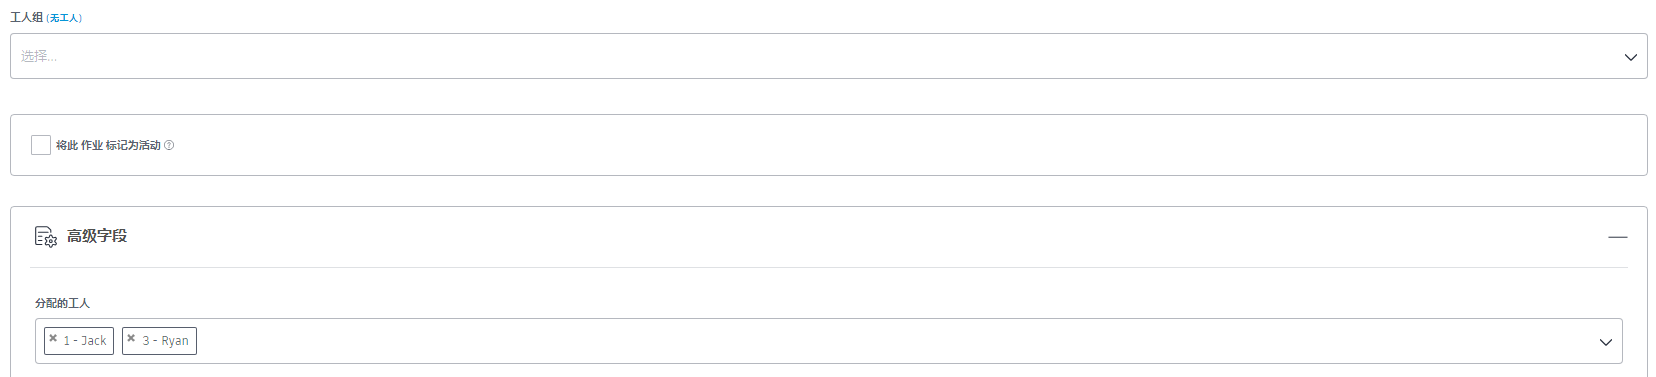 工人组 (无工人)
选择...
将此 作业 标记为活动 ?
高级字段
分配的工人
× 1 - Jack × 3 - Ryan